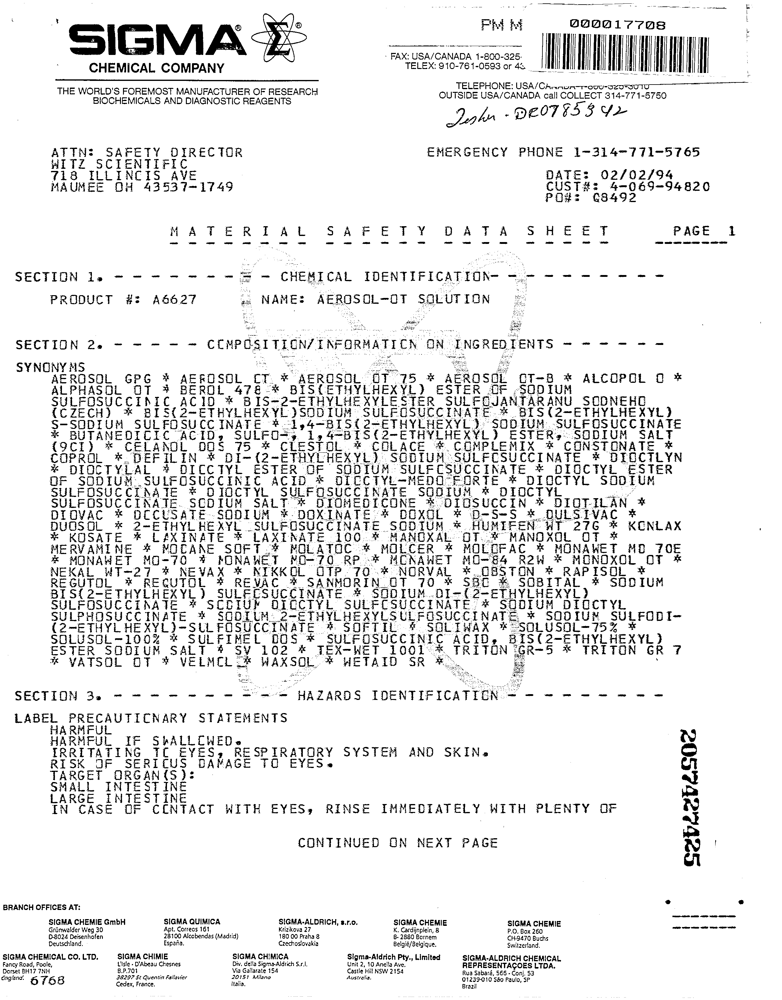 SIGMA
CHEMICAL COMPANY
THE WORLD'S FOREMOST MANUFACTURER OF RESEARCH
BIOCHEMICALS AND DIAGNOSTIC REAGENTS
PM M
000017708
FAX: USA/CANADA 1-800-325-
TELEX: 910-761-0593 or
TELEPHONE:
OUTSIDE USA/CANADA call COLLECT 314-771-5750
DE0785342
ATTN: SAFETY DIRECTOR
WITZ SCIENTIFIC
718 ILLINOIS AVE
MAUMEE OH 43537-1749
EMERGENCY PHONE 1-314-771-5765
DATE: 02/02/94
CUST#: 4-069-94820
PO#: G8492
MATERIAL SAFETY DATA SHEET PAGE 1
SECTION 1. - - - - - - - - - CHEMICAL IDENTIFICATION- - - - - - - - - -
PRODUCT #: A6627 NAME: AEROSOL-OT SOLUTION
SECTION 2. - - - - - COMPOSITION/INFORMATION ON INGREDIENTS - - - - - -
SYNONYMS
AEROSOL GPG * AEROSOL OT * AEROSOL OT 75 * AEROSOL OT-B * ALCOPOL O *
ALPHASOL OT * BEROL 478 * BIS(ETHYLHEXYL) ESTER OF SODIUM
SULFOSUCCINIC ACID * BIS-2-ETHYLHEXYLESTER SULFOJANTARANU SODNEHO
(CZECH) * BIS(2-ETHYLHEXYL)SODIUM SULFOSUCCINATE * BIS(2-ETHYLHEXYL)
S-SODIUM SULFOSUCCINATE * 1,4-BIS(2-ETHYLHEXYL) SODIUM SULFOSUCCINATE
* BUTANEDICIC ACID, SULFO-, 1,4-BIS(2-ETHYLHEXYL) ESTER, SODIUM SALT
(9CI) * CELANOL DOS 75 * CLESTOL * COLACE * COMPLEMIX * CONSTONATE *
COPROL * DEFILIN * DI-(2-ETHYLHEXYL) SODIUM SULFOSUCCINATE * DIOCTLYN
* DIOCTYLAL * DIOCTYL ESTER OF SODIUM SULFOSUCCINATE * DIOCTYL ESTER
OF SODIUM SULFOSUCCINIC ACID * DIOCTYL-MEDO FORTE * DIOCTYL SODIUM
SULFOSUCCINATE * DIOCTYL SULFOSUCCINATE SODIUM * DIOCTYL
SULFOSUCCINATE SODIUM SALT * DIOMEDICONE * DIOSUCCIN * DIOTILAN *
DIOVAC * DOCUSATE SODIUM * DOXINATE * DOXOL * D-S-S * DULSIVAC *
DUOSOL * 2-ETHYLHEXYL SULFOSUCCINATE SODIUM * HUMIFEN WT 27G * KONLAX
* KOSATE * LAXINATE * LAXINATE 100 * MANOXAL OT * MANOXOL OT *
MERVAMINE * MODANE SOFT * MOLATOC * MOLCER * MOLOFAC * MONAWET MD 70E
* MONAWET MO-70 * MONAWET MO-70 RP * MONAWET MO-84 R2W * MONOXOL OT *
NEKAL WT-27 * NEVAX * NIKKOL OTP 70 * NORVAL * OBSTON * RAPISOL *
REGUTOL * REQUTOL * REVAC * SANMORIN OT 70 * SBO * SOBITAL * SODIUM
BIS(2-ETHYLHEXYL) SULFOSUCCINATE * SODIUM DI-(2-ETHYLHEXYL)
SULFOSUCCINATE * SODIUM DIOCTYL SULFOSUCCINATE * SODIUM DIOCTYL
SULPHOSUCCINATE * SODIUM 2-ETHYLHEXYLSULFOSUCCINATE * SODIUM SULFODI-
(2-ETHYLHEXYL)-SULFOSUCCINATE * SOFTIL * SOLIWAX * SOLUSOL-75% *
SOLUSOL-100% * SULFIMEL DOS * SULFOSUCCINIC ACID, BIS(2-ETHYLHEXYL)
ESTER SODIUM SALT * SV 102 * TEX-WET 1001 * TRITON GR-5 * TRITON GR 7
* VATSOL OT * VELMOL * WAXSOL * WETAID SR *
SECTION 3. - - - - - - - - - - HAZARDS IDENTIFICATION - - - - - - - - -
LABEL PRECAUTIONARY STATEMENTS
HARMFUL
HARMFUL IF SWALLOWED.
IRRITATING TO EYES, RESPIRATORY SYSTEM AND SKIN.
RISK OF SERIOUS DAMAGE TO EYES.
TARGET ORGAN(S):
SMALL INTESTINE
LARGE INTESTINE
IN CASE OF CONTACT WITH EYES, RINSE IMMEDIATELY WITH PLENTY OF
CONTINUED ON NEXT PAGE
2057427425
BRANCH OFFICES AT:
SIGMA CHEMIE GmbH
Grünwalder Weg 30
D-8024 Deisenhofen
Deutschland.
SIGMA QUIMICA
Apt. Correos 161
28100 Alcobendas (Madrid)
España.
SIGMA-ALDRICH, s.r.o.
Krizikova 27
180 00 Praha 8
Czechoslovakia
SIGMA CHEMIE
K. Cardijnplein, 8
B-2880 Bornem
België/Belgique.
SIGMA CHEMIE
P.O. Box 260
CH-9470 Buchs
Switzerland.
SIGMA CHEMICAL CO. LTD.
Fancy Road, Poole,
Dorset BH17 7NH
England.
6768
SIGMA CHIMIE
L'Isle - D'Abeau Chesnes
B.P.701
38297 St Quentin Fallavier
Cedex, France.
SIGMA CHIMICA
Div. della Sigma-Aldrich S.r.l.
Via Gallarate 154
20151 Milano
Italia.
Sigma-Aldrich Pty., Limited
Unit 2, 10 Anella Ave.
Castle Hill NSW 2154
Australia.
SIGMA-ALDRICH CHEMICAL
REPRESENTAÇOES LTDA.
Rua Sabará, 566 - Conj. 53
01239-010 São Paulo, SP
Brazil